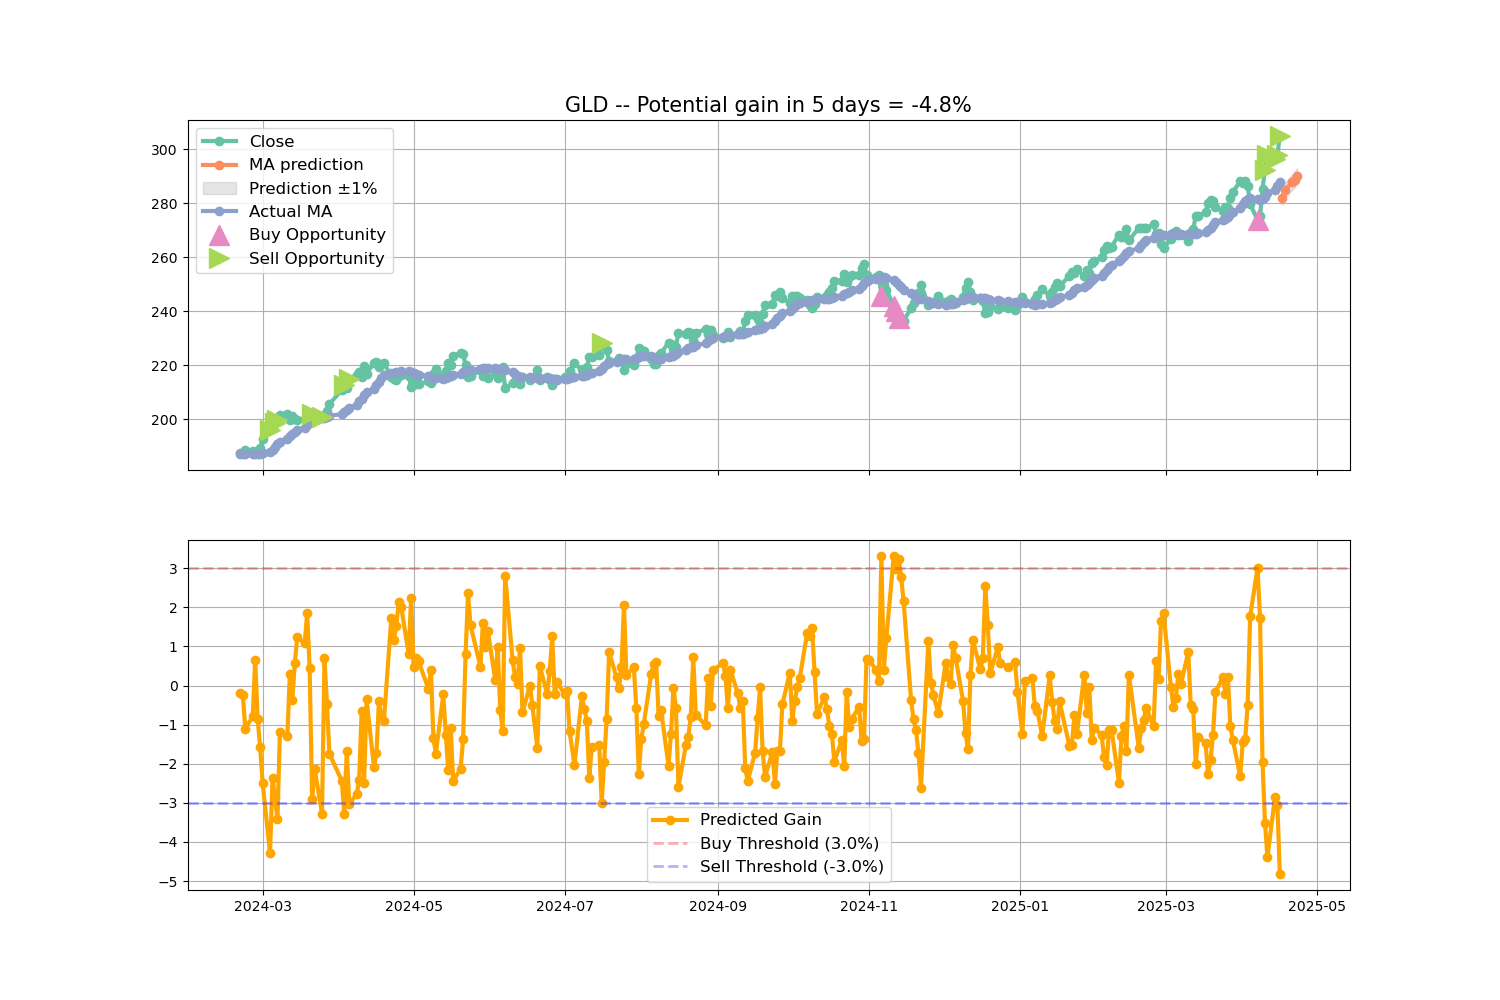 GLD -- Potential gain in 5 days = -4.8%
Close
MA prediction
Prediction ±1%
Actual MA
Buy Opportunity
Sell Opportunity
300
280
260
240
220
200
3
2
1
0
−1
−2
−3
−4
−5
Predicted Gain
Buy Threshold (3.0%)
Sell Threshold (-3.0%)
2024-03
2024-05
2024-07
2024-09
2024-11
2025-01
2025-03
2025-05